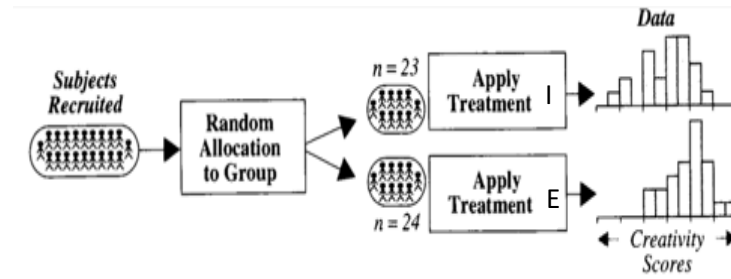 Subjects
Recruited
Random
Allocation
to Group
n = 23
Apply
Treatment I
n = 24
Apply
Treatment E
Data
Creativity
Scores